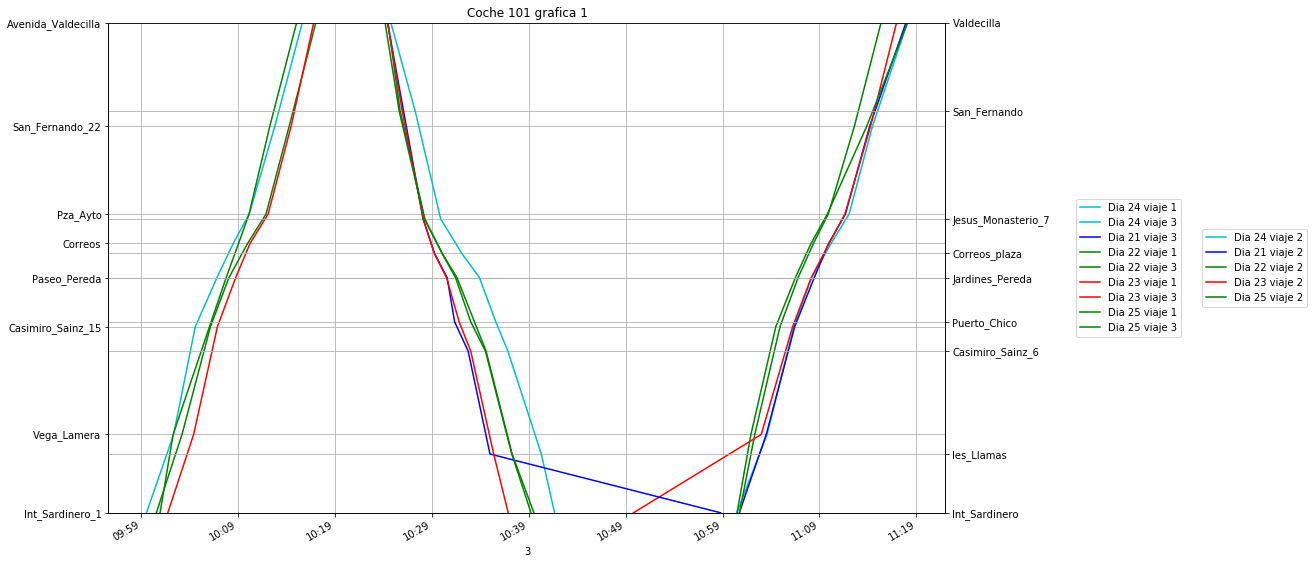 Coche 101 grafica 1
Avenida_Valdecilla
San_Fernando_22
Pza_Ayto
Correos
Paseo_Pereda
Casimiro_Sainz_15
Vega_Lamera
Int_Sardinero_1
Valdecilla
San_Fernando
Jesus_Monasterio_7
Correos_plaza
Jardines_Pereda
Puerto_Chico
Casimiro_Sainz_6
Ies_Llamas
Int_Sardinero
09:59
10:09
10:19
10:29
10:39
10:49
10:59
11:09
11:19
3
Dia 24 viaje 1
Dia 24 viaje 3
Dia 21 viaje 3
Dia 22 viaje 1
Dia 22 viaje 3
Dia 23 viaje 1
Dia 23 viaje 3
Dia 25 viaje 1
Dia 25 viaje 3
Dia 24 viaje 2
Dia 21 viaje 2
Dia 22 viaje 2
Dia 23 viaje 2
Dia 25 viaje 2